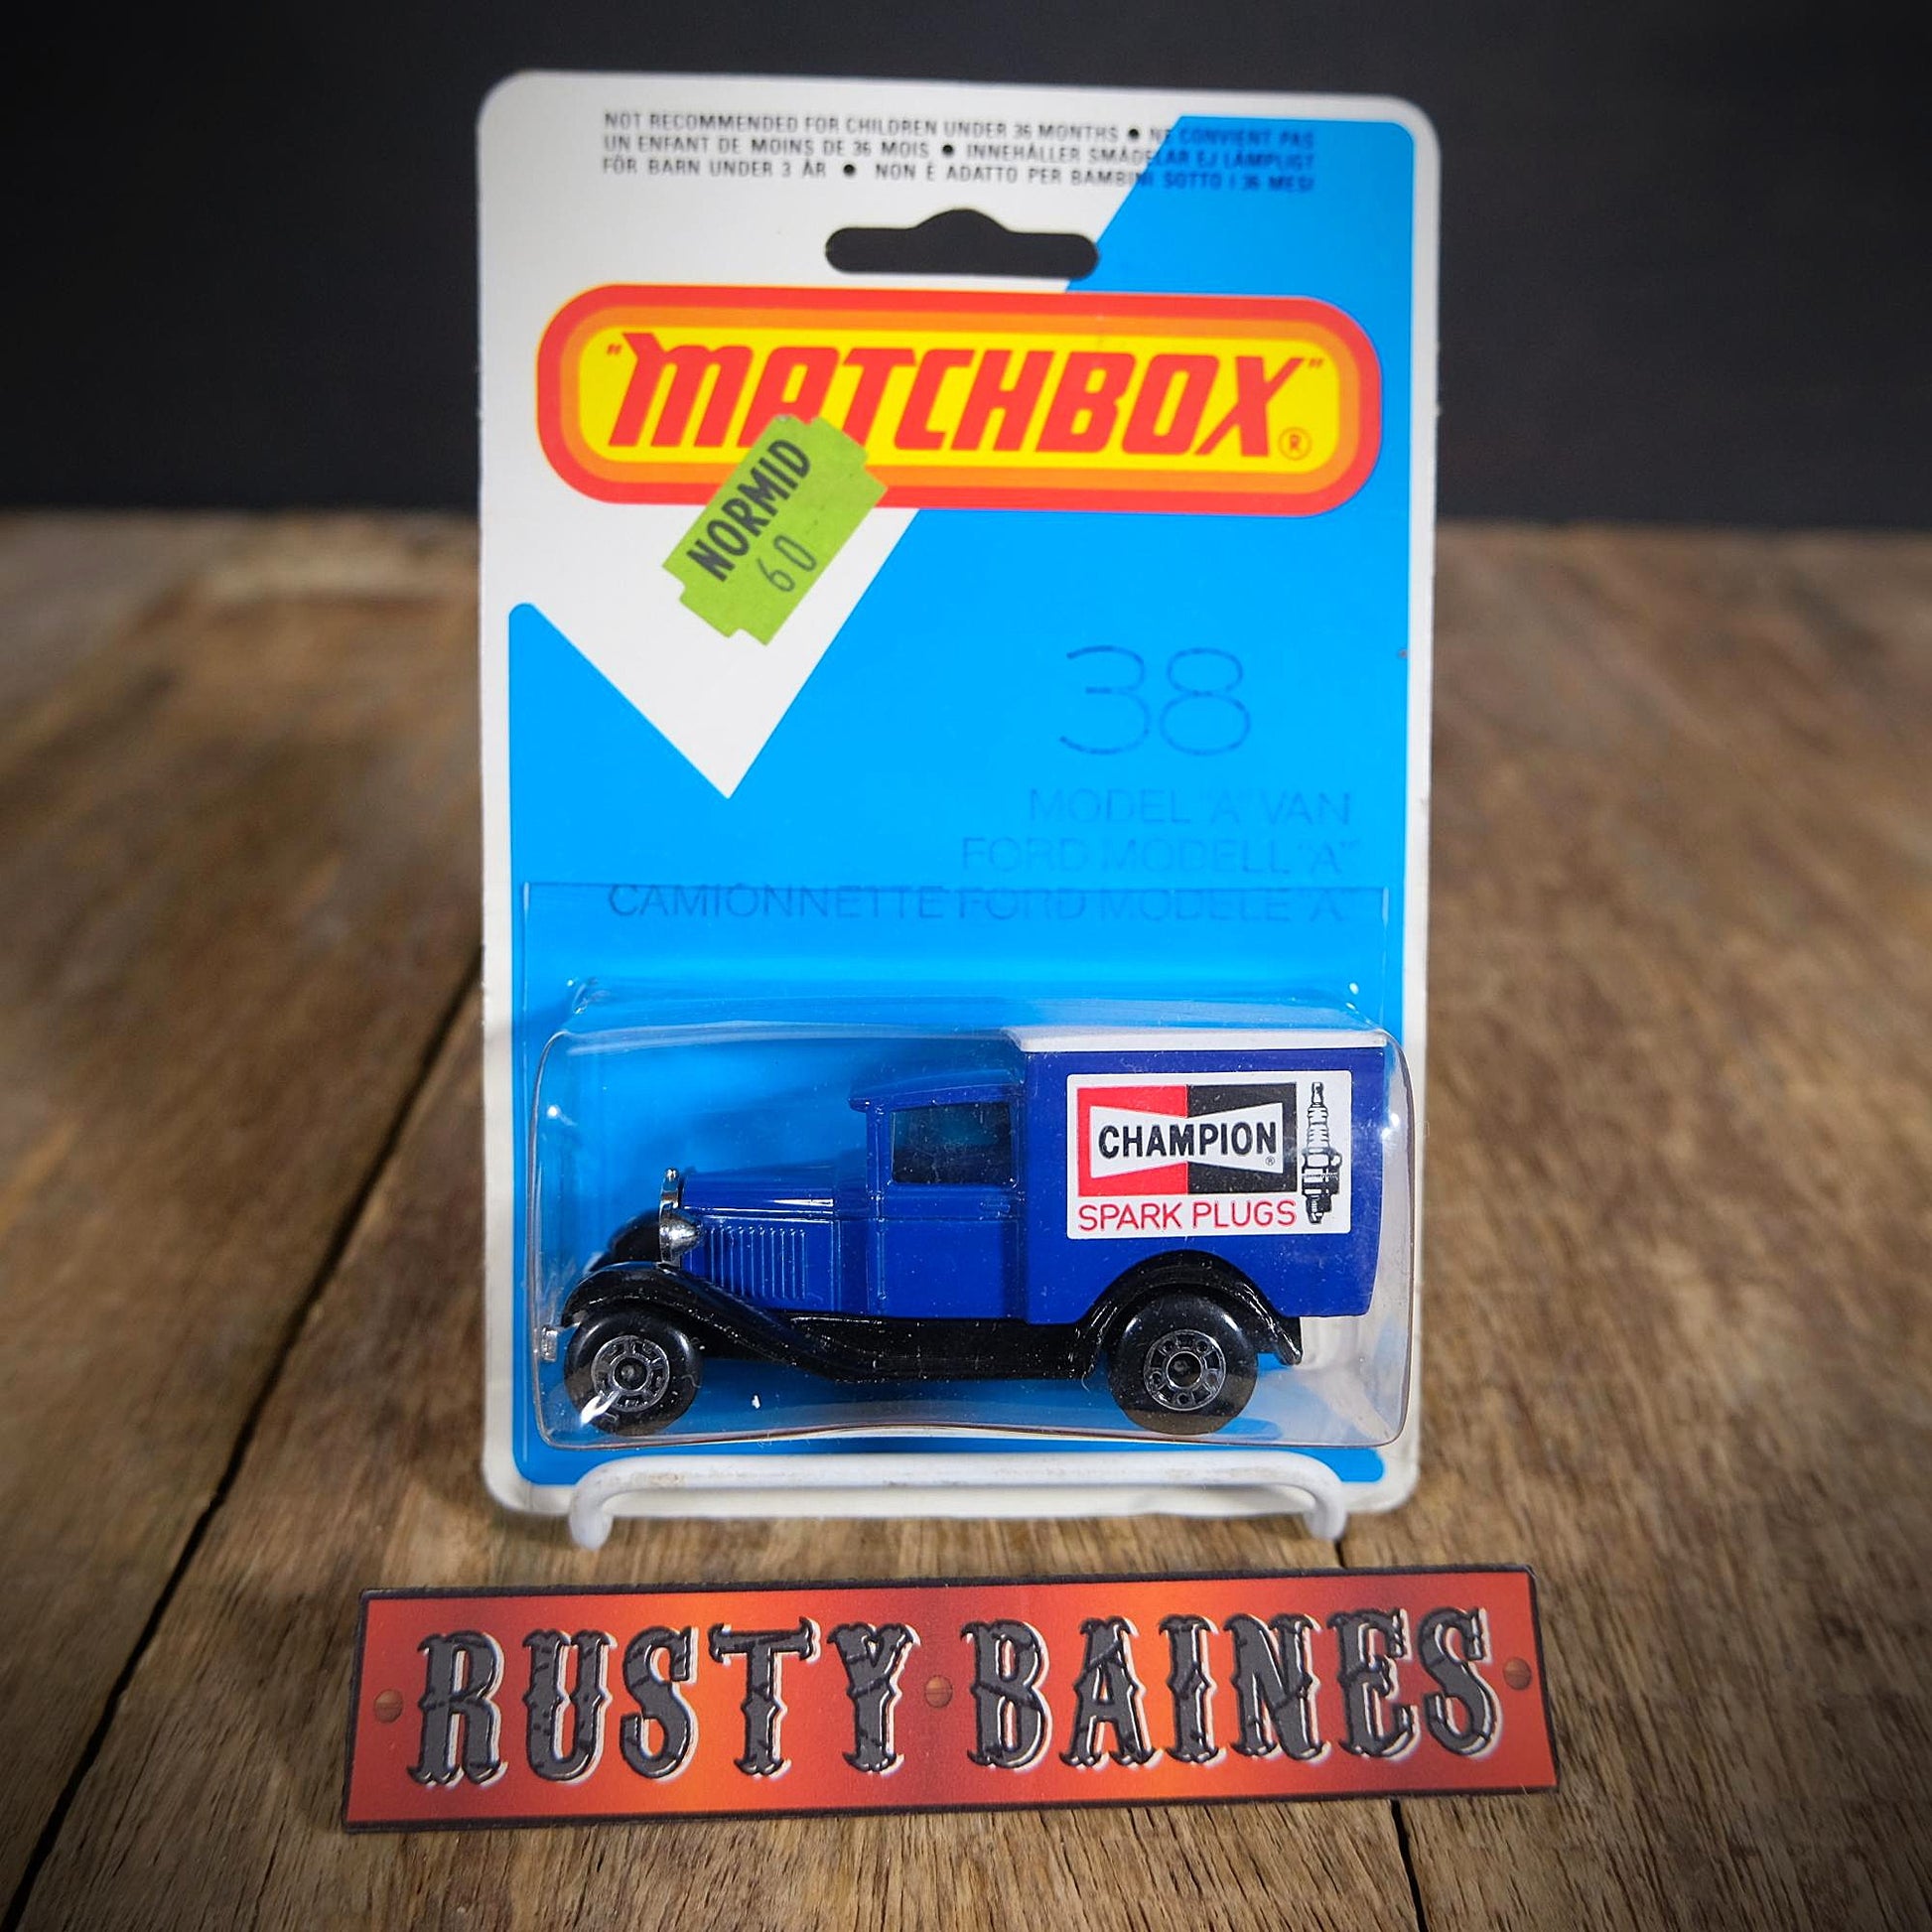 NOT RECOMMENDED FOR CHILDREN UNDER 36 MONTHS ● NE CONVIENT PAS
UN ENFANT DE MOINS DE 36 MOIS ● INNEHÅLLER SMÅDELAR EJ LÄMPLIGT
FÖR BARN UNDER 3 ÅR ● NON È ADATTO PER BAMBINI SOTTO I 36 MESI
"MATCHBOX"®
NORMID
60
38
MODEL "A" VAN
FORD MODELL "A"
CAMIONNETTE FORD MODELE "A"
CHAMPION®
SPARK PLUGS
RUSTY BAINES